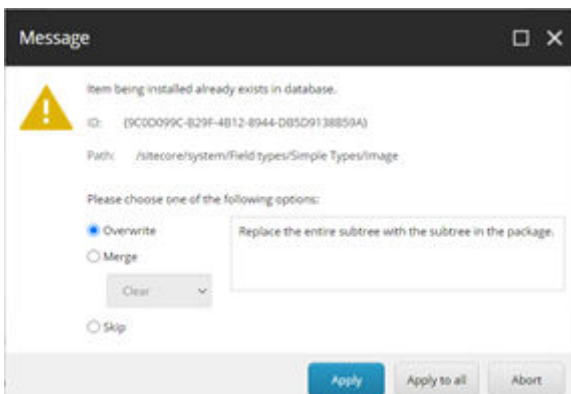 Message
Item being installed already exists in database.
ID: {9C0D099C-B29F-4B12-8944-DB5D9138B59A}
Path: /sitecore/system/Field types/Simple Types/Image
Please choose one of the following options:
Overwrite
Replace the entire subtree with the subtree in the package.
Merge
Clear
Skip
Apply Apply to all Abort